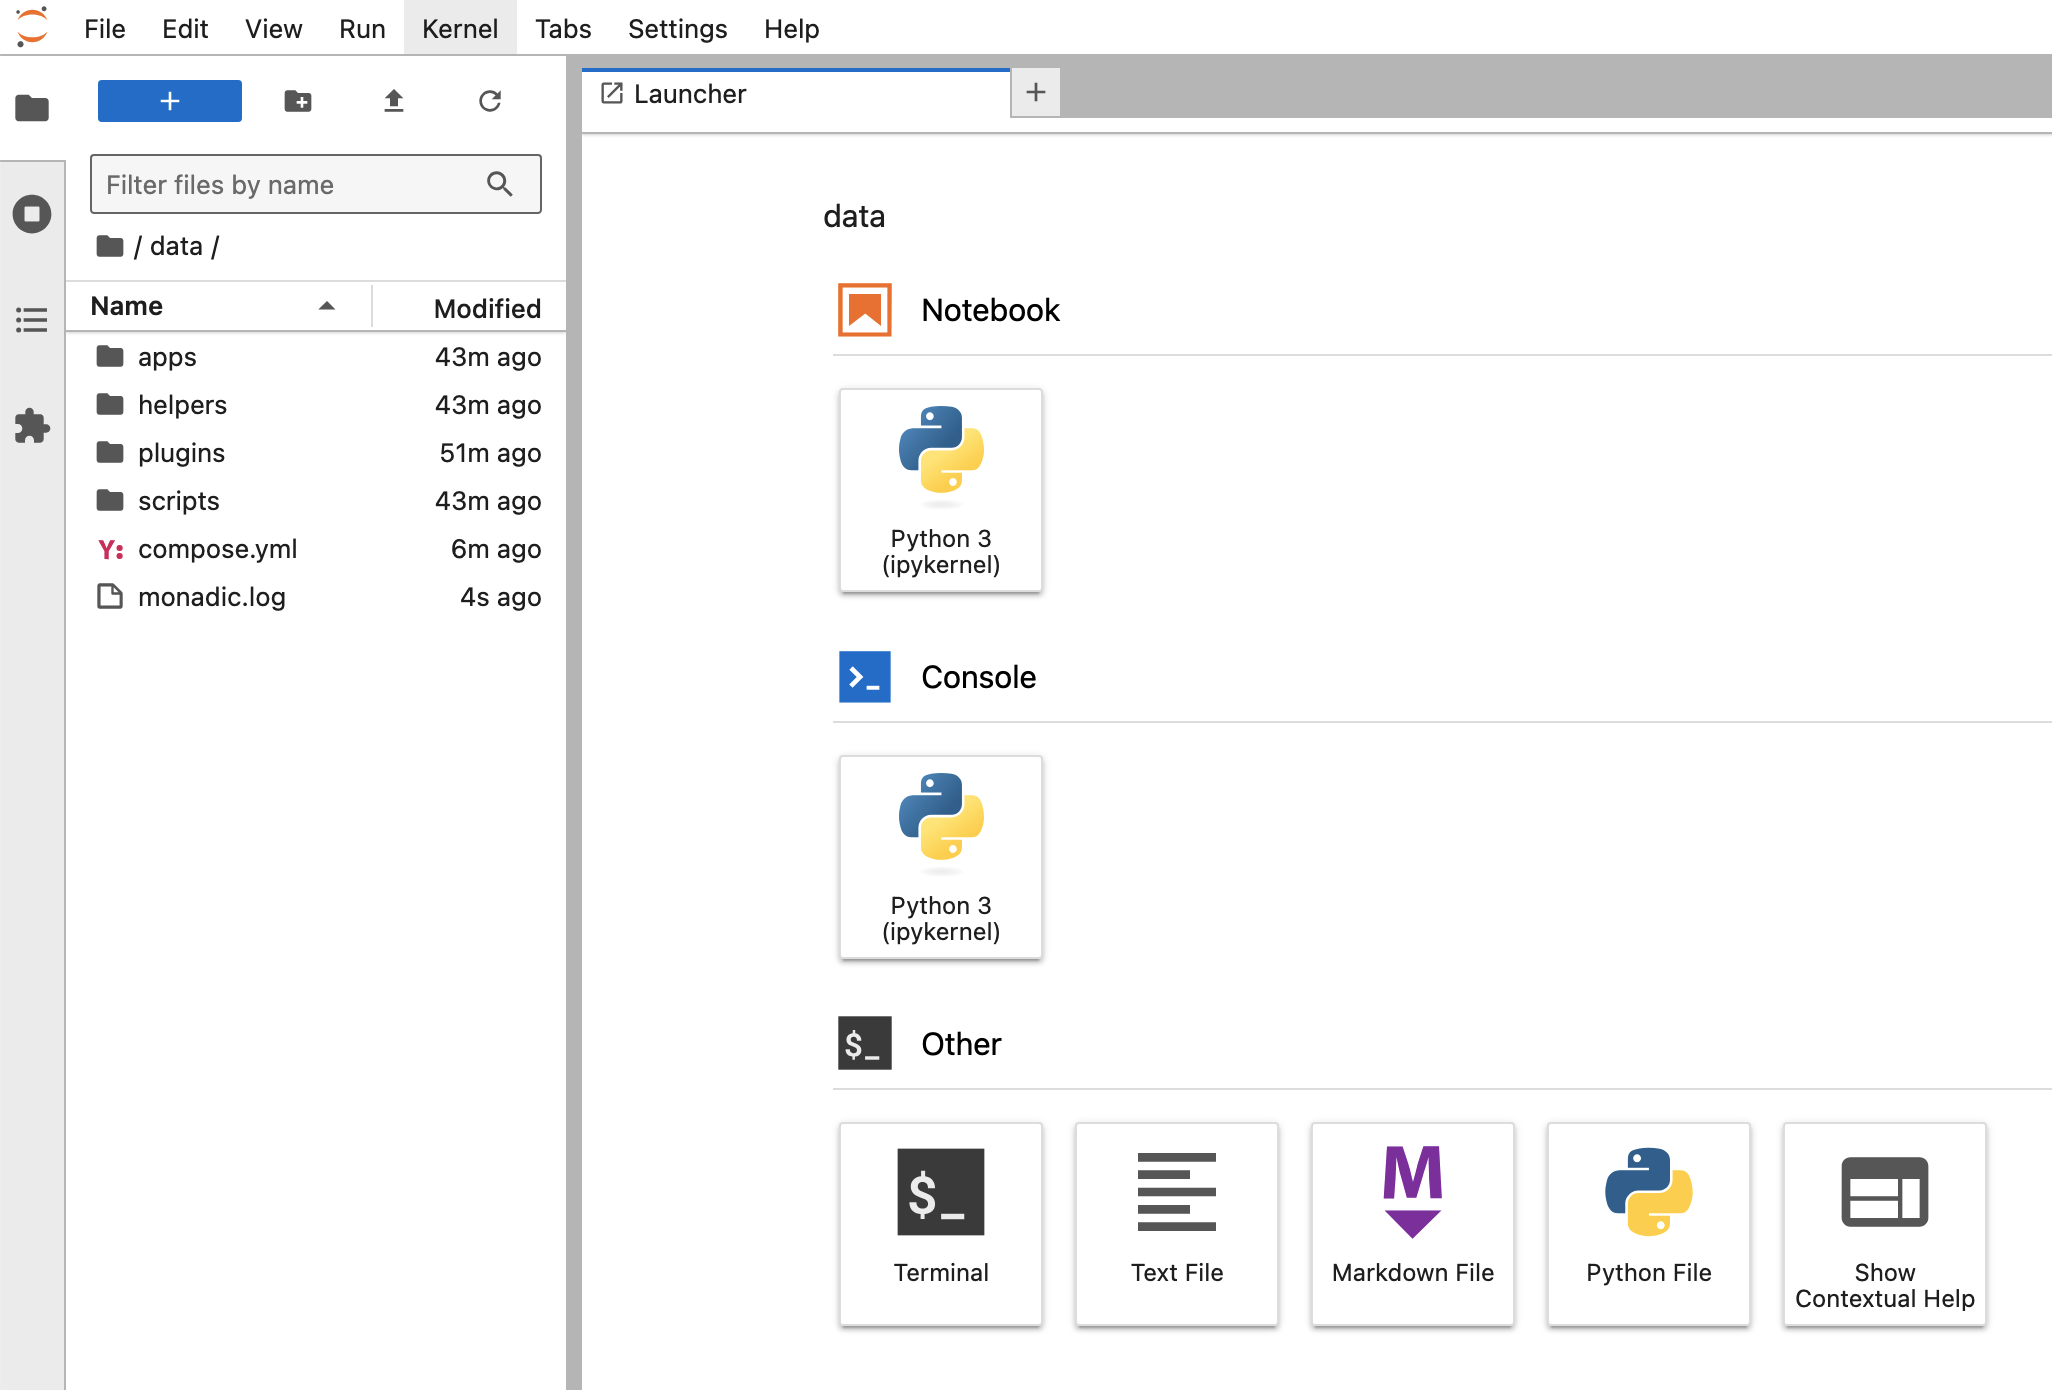 File Edit View Run Kernel Tabs Settings Help
Launcher
Filter files by name
/ data /
Name Modified
apps 43m ago
helpers 43m ago
plugins 51m ago
scripts 43m ago
Y: compose.yml 6m ago
monadic.log 4s ago
data
Notebook
Python 3
(ipykernel)
Console
Python 3
(ipykernel)
$_ Other
$_
Terminal
Text File
M
Markdown File
Python File
Show
Contextual Help